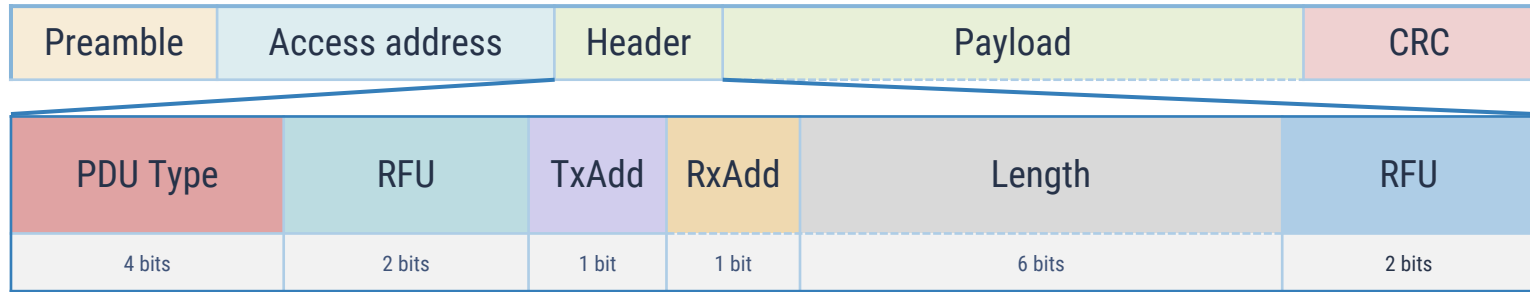 Preamble Access address Header Payload CRC
PDU Type RFU TxAdd RxAdd Length RFU
4 bits 2 bits 1 bit 1 bit 6 bits 2 bits